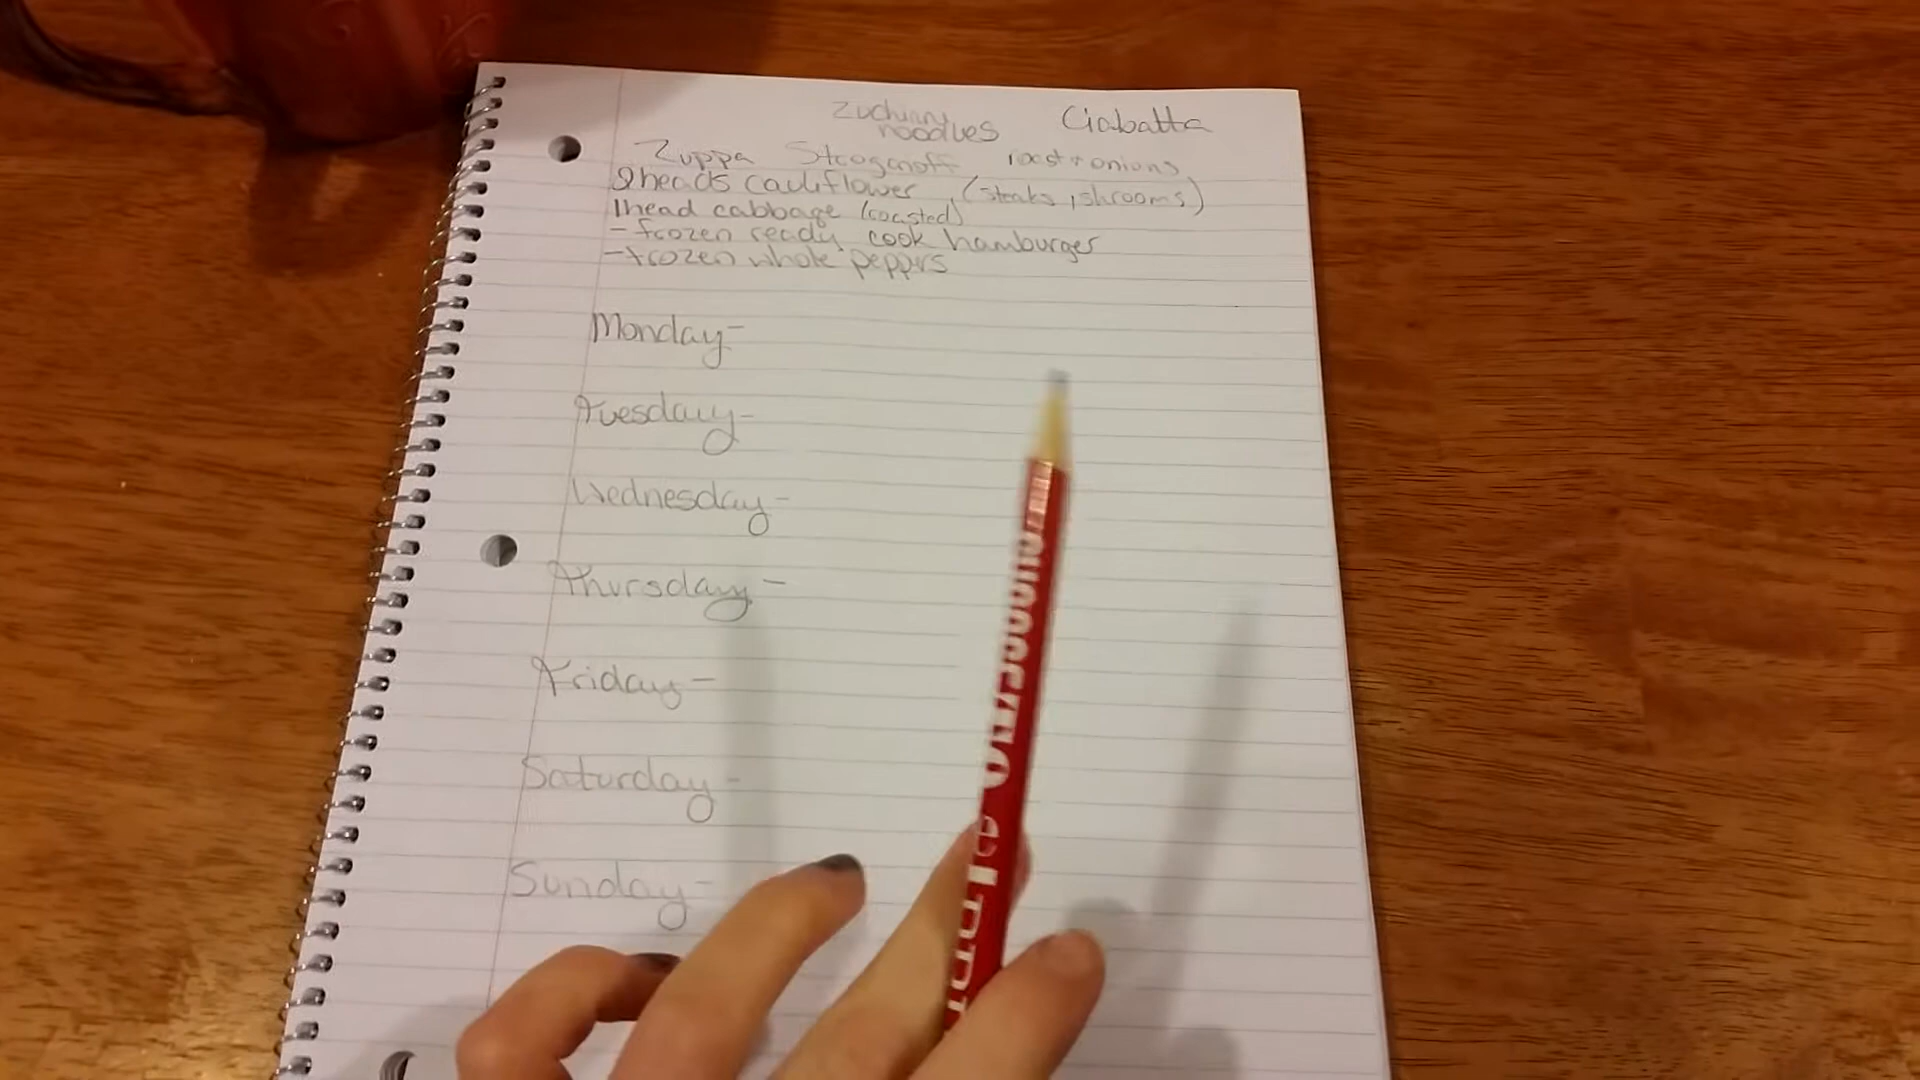 Zuchinny Ciabatta
noodles
Zuppa Stroganoff roast + onions
2 heads cauliflower (steaks, shrooms)
1 head cabbage (roasted)
- frozen ready cook hamburger
- frozen whole peppers
Monday-
Tuesday-
Wednesday-
Thursday-
Friday-
Saturday-
Sunday-